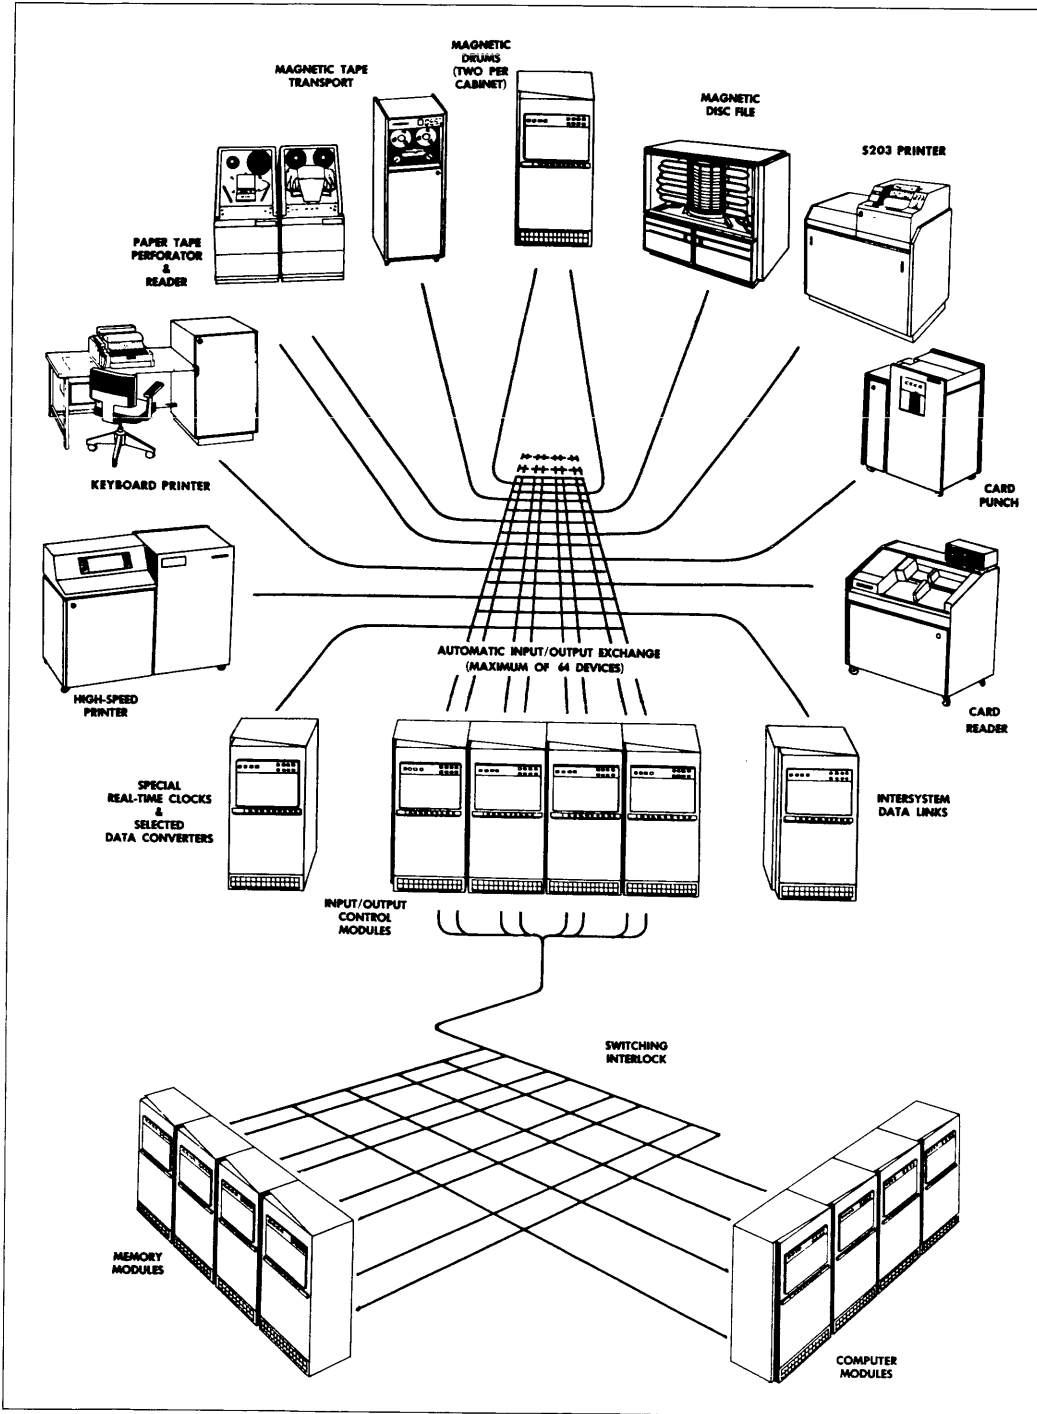 MAGNETIC
DRUMS
(TWO PER
CABINET)
MAGNETIC TAPE
TRANSPORT
MAGNETIC
DISC FILE
S203 PRINTER
PAPER TAPE
PERFORATOR
&
READER
KEYBOARD PRINTER
CARD
PUNCH
AUTOMATIC INPUT/OUTPUT EXCHANGE
(MAXIMUM OF 64 DEVICES)
HIGH-SPEED
PRINTER
CARD
READER
SPECIAL
REAL-TIME CLOCKS
&
SELECTED
DATA CONVERTERS
INTERSYSTEM
DATA LINKS
INPUT/OUTPUT
CONTROL
MODULES
SWITCHING
INTERLOCK
MEMORY
MODULES
COMPUTER
MODULES